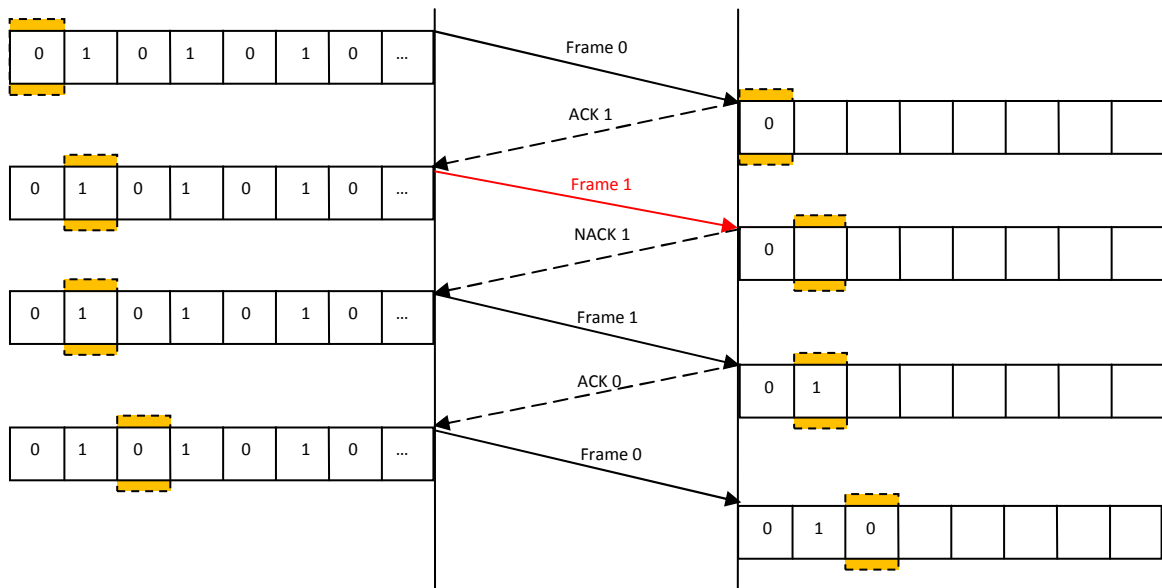 0 1 0 1 0 1 0 ...
Frame 0
ACK 1
0
0 1 0 1 0 1 0 ...
Frame 1
NACK 1
0
0 1 0 1 0 1 0 ...
Frame 1
ACK 0
0 1
0 1 0 1 0 1 0 ...
Frame 0
0 1 0